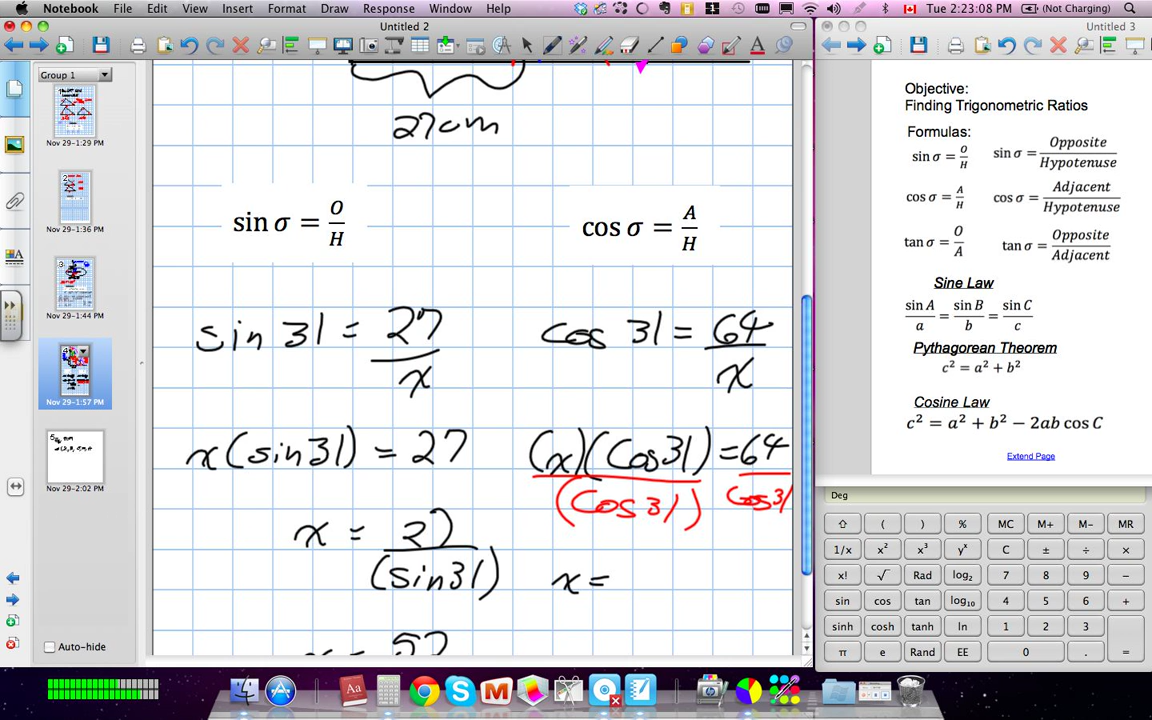 Notebook File Edit View Insert Format Draw Response Window Help Tue 2:23:08 PM (Not Charging)
Untitled 2
Untitled 3
Group 1
Nov 29-1:29 PM
Nov 29-1:36 PM
Nov 29-1:44 PM
Nov 29-1:57 PM
Nov 29-2:02 PM
Auto-hide
27cm
sin σ = O/H
cos σ = A/H
sin 31 = 27/x
cos 31 = 64/x
x(sin31) = 27
(x)(Cos31) = 64
(Cos31) Cos31
x = 27/(sin31)
x =
x = 52
Objective:
Finding Trigonometric Ratios
Formulas:
sin σ = O/H sin σ = Opposite/Hypotenuse
cos σ = A/H cos σ = Adjacent/Hypotenuse
tan σ = O/A tan σ = Opposite/Adjacent
Sine Law
sin A/a = sin B/b = sin C/c
Pythagorean Theorem
c² = a² + b²
Cosine Law
c² = a² + b² − 2ab cos C
Extend Page
Deg
⇧ ( ) % MC M+ M− MR
1/x x² x³ yˣ C ± ÷ ×
x! √ Rad log₂ 7 8 9 −
sin cos tan log₁₀ 4 5 6 +
sinh cosh tanh ln 1 2 3
π e Rand EE 0 . =